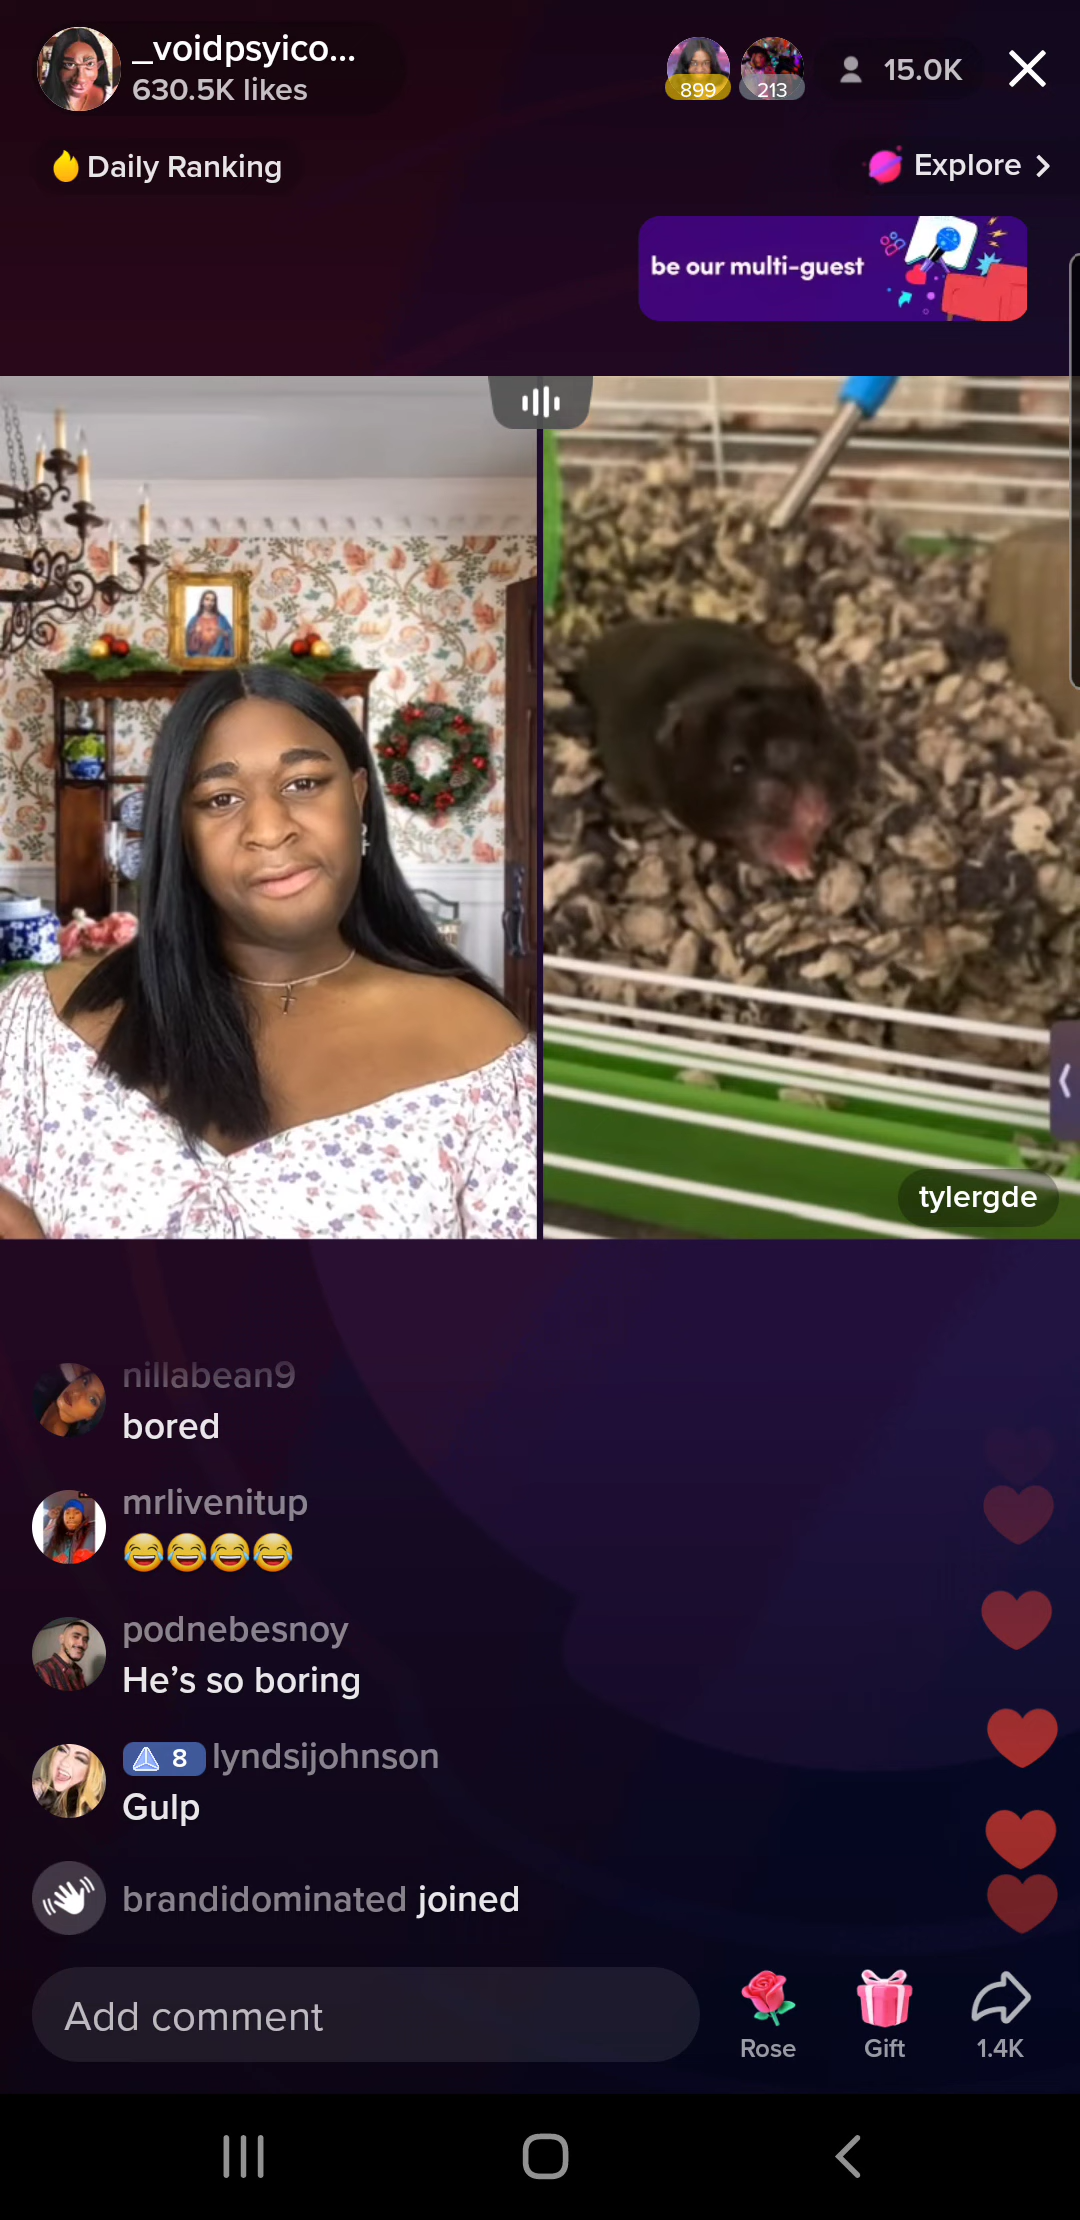 _voidpsyico...
630.5K likes
899
213
15.0K
Daily Ranking
Explore
be our multi-guest
tylergde
nillabean9
bored
mrlivenitup
😂😂😂😂
podnebesnoy
He’s so boring
8 lyndsijohnson
Gulp
brandidominated joined
Add comment
Rose
Gift
1.4K